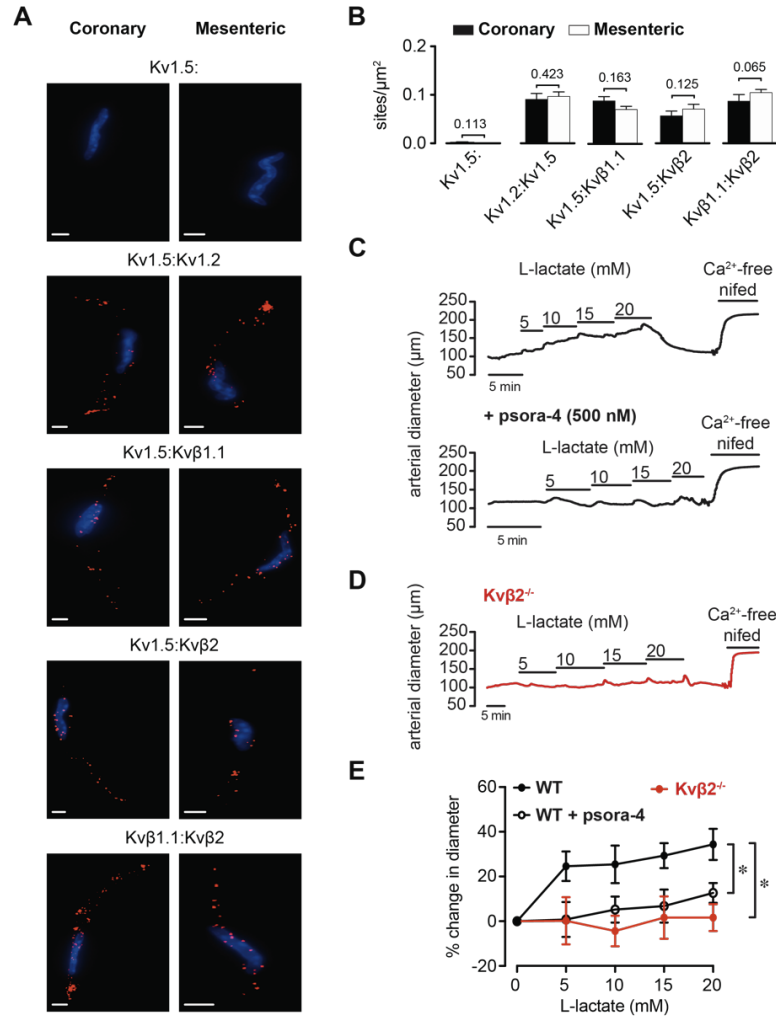 A
Coronary Mesenteric
Kv1.5:
Kv1.5:Kv1.2
Kv1.5:Kvβ1.1
Kv1.5:Kvβ2
Kvβ1.1:Kvβ2
B
Coronary Mesenteric
sites/µm²
0.2
0.1
0.0
0.113
0.423
0.163
0.125
0.065
Kv1.5:
Kv1.2:Kv1.5
Kv1.5:Kvβ1.1
Kv1.5:Kvβ2
Kvβ1.1:Kvβ2
C
arterial diameter (µm)
L-lactate (mM)
Ca²⁺-free
nifed
250
200
150
100
50
5 10 15 20
5 min
+ psora-4 (500 nM)
L-lactate (mM)
Ca²⁺-free
nifed
250
200
150
100
50
5 10 15 20
5 min
D
Kvβ2⁻/⁻
arterial diameter (µm)
L-lactate (mM)
Ca²⁺-free
nifed
250
200
150
100
50
5 10 15 20
5 min
E
WT
WT + psora-4
Kvβ2⁻/⁻
% change in diameter
60
40
20
0
-20
* *
0 5 10 15 20
L-lactate (mM)